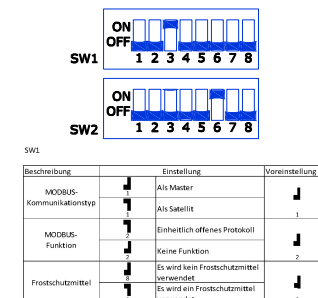 ON
OFF
SW1
1 2 3 4 5 6 7 8
ON
OFF
SW2
1 2 3 4 5 6 7 8
SW1
Beschreibung Einstellung Voreinstellung
MODBUS-
Kommunikationstyp
1 Als Master
1 Als Satellit
1
MODBUS-
Funktion
2 Einheitlich offenes Protokoll
2 Keine Funktion
2
Frostschutzmittel
8 Es wird kein Frostschutzmittel
verwendet
Es wird ein Frostschutzmittel